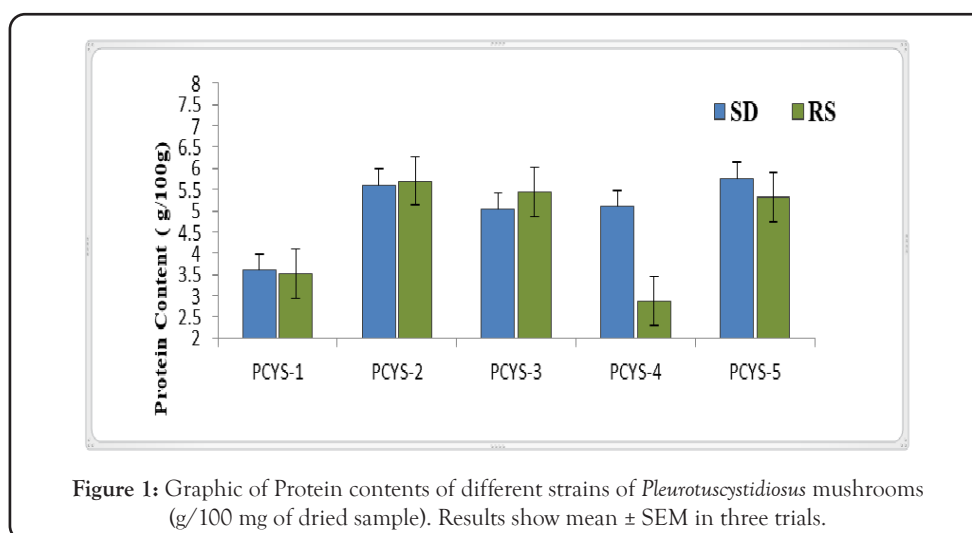 8
7.5
7
6.5
6
5.5
5
4.5
4
3.5
3
2.5
2
Protein Content ( g/100g)
SD RS
PCYS-1 PCYS-2 PCYS-3 PCYS-4 PCYS-5
Figure 1: Graphic of Protein contents of different strains of Pleurotuscystidiosus mushrooms
(g/100 mg of dried sample). Results show mean ± SEM in three trials.